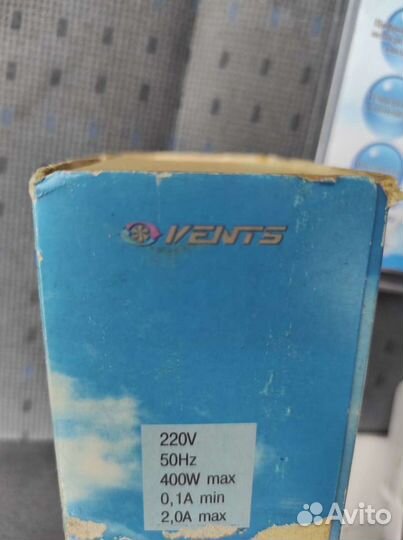 VENTS
220V
50Hz
400W max
0,1A min
2,0A max
Avito